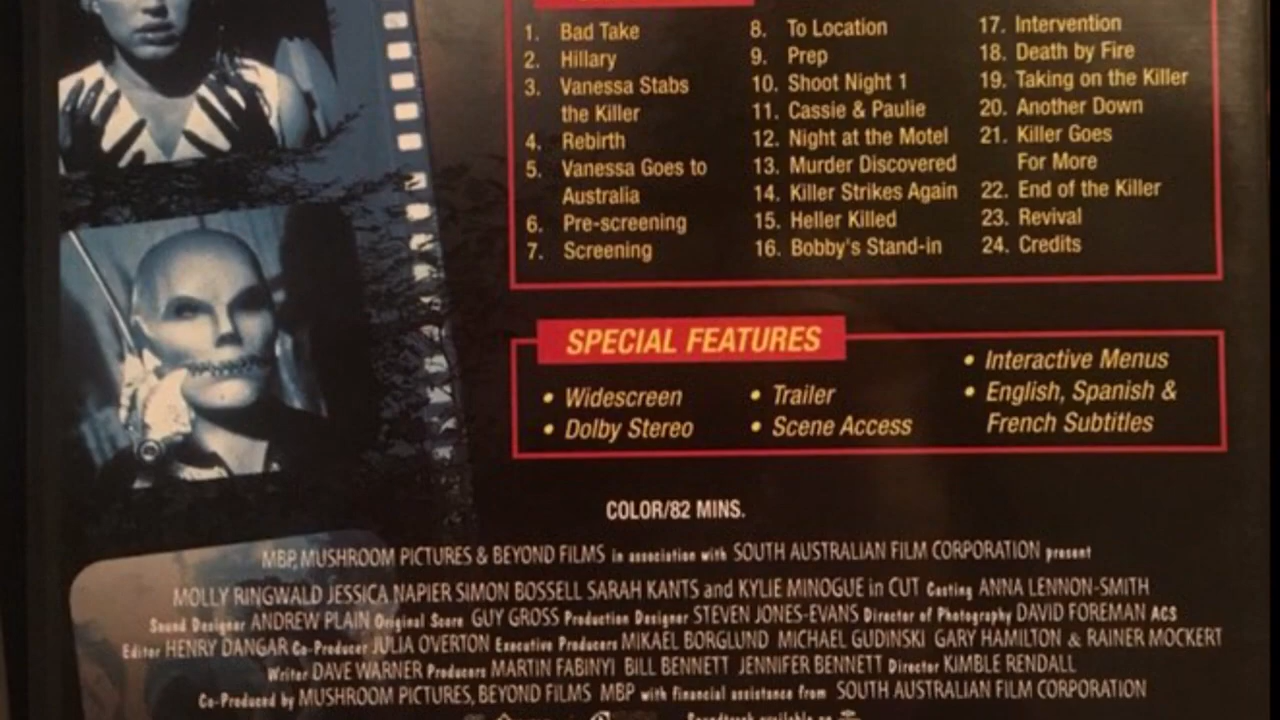 1. Bad Take
2. Hillary
3. Vanessa Stabs
the Killer
4. Rebirth
5. Vanessa Goes to
Australia
6. Pre-screening
7. Screening
8. To Location
9. Prep
10. Shoot Night 1
11. Cassie & Paulie
12. Night at the Motel
13. Murder Discovered
14. Killer Strikes Again
15. Heller Killed
16. Bobby's Stand-in
17. Intervention
18. Death by Fire
19. Taking on the Killer
20. Another Down
21. Killer Goes
For More
22. End of the Killer
23. Revival
24. Credits
SPECIAL FEATURES
• Widescreen
• Dolby Stereo
• Trailer
• Scene Access
• Interactive Menus
• English, Spanish &
French Subtitles
COLOR/82 MINS.
MBP, MUSHROOM PICTURES & BEYOND FILMS in association with SOUTH AUSTRALIAN FILM CORPORATION present
MOLLY RINGWALD JESSICA NAPIER SIMON BOSSELL SARAH KANTS and KYLIE MINOGUE in CUT Casting ANNA LENNON-SMITH
Sound Designer ANDREW PLAIN Original Score GUY GROSS Production Designer STEVEN JONES-EVANS Director of Photography DAVID FOREMAN ACS
Editor HENRY DANGAR Co-Producer JULIA OVERTON Executive Producers MIKAEL BORGLUND MICHAEL GUDINSKI GARY HAMILTON & RAINER MOCKERT
Writer DAVE WARNER Producers MARTIN FABINYI BILL BENNETT JENNIFER BENNETT Director KIMBLE RENDALL
Co-Produced by MUSHROOM PICTURES, BEYOND FILMS MBP with financial assistance from SOUTH AUSTRALIAN FILM CORPORATION
Soundtrack available on